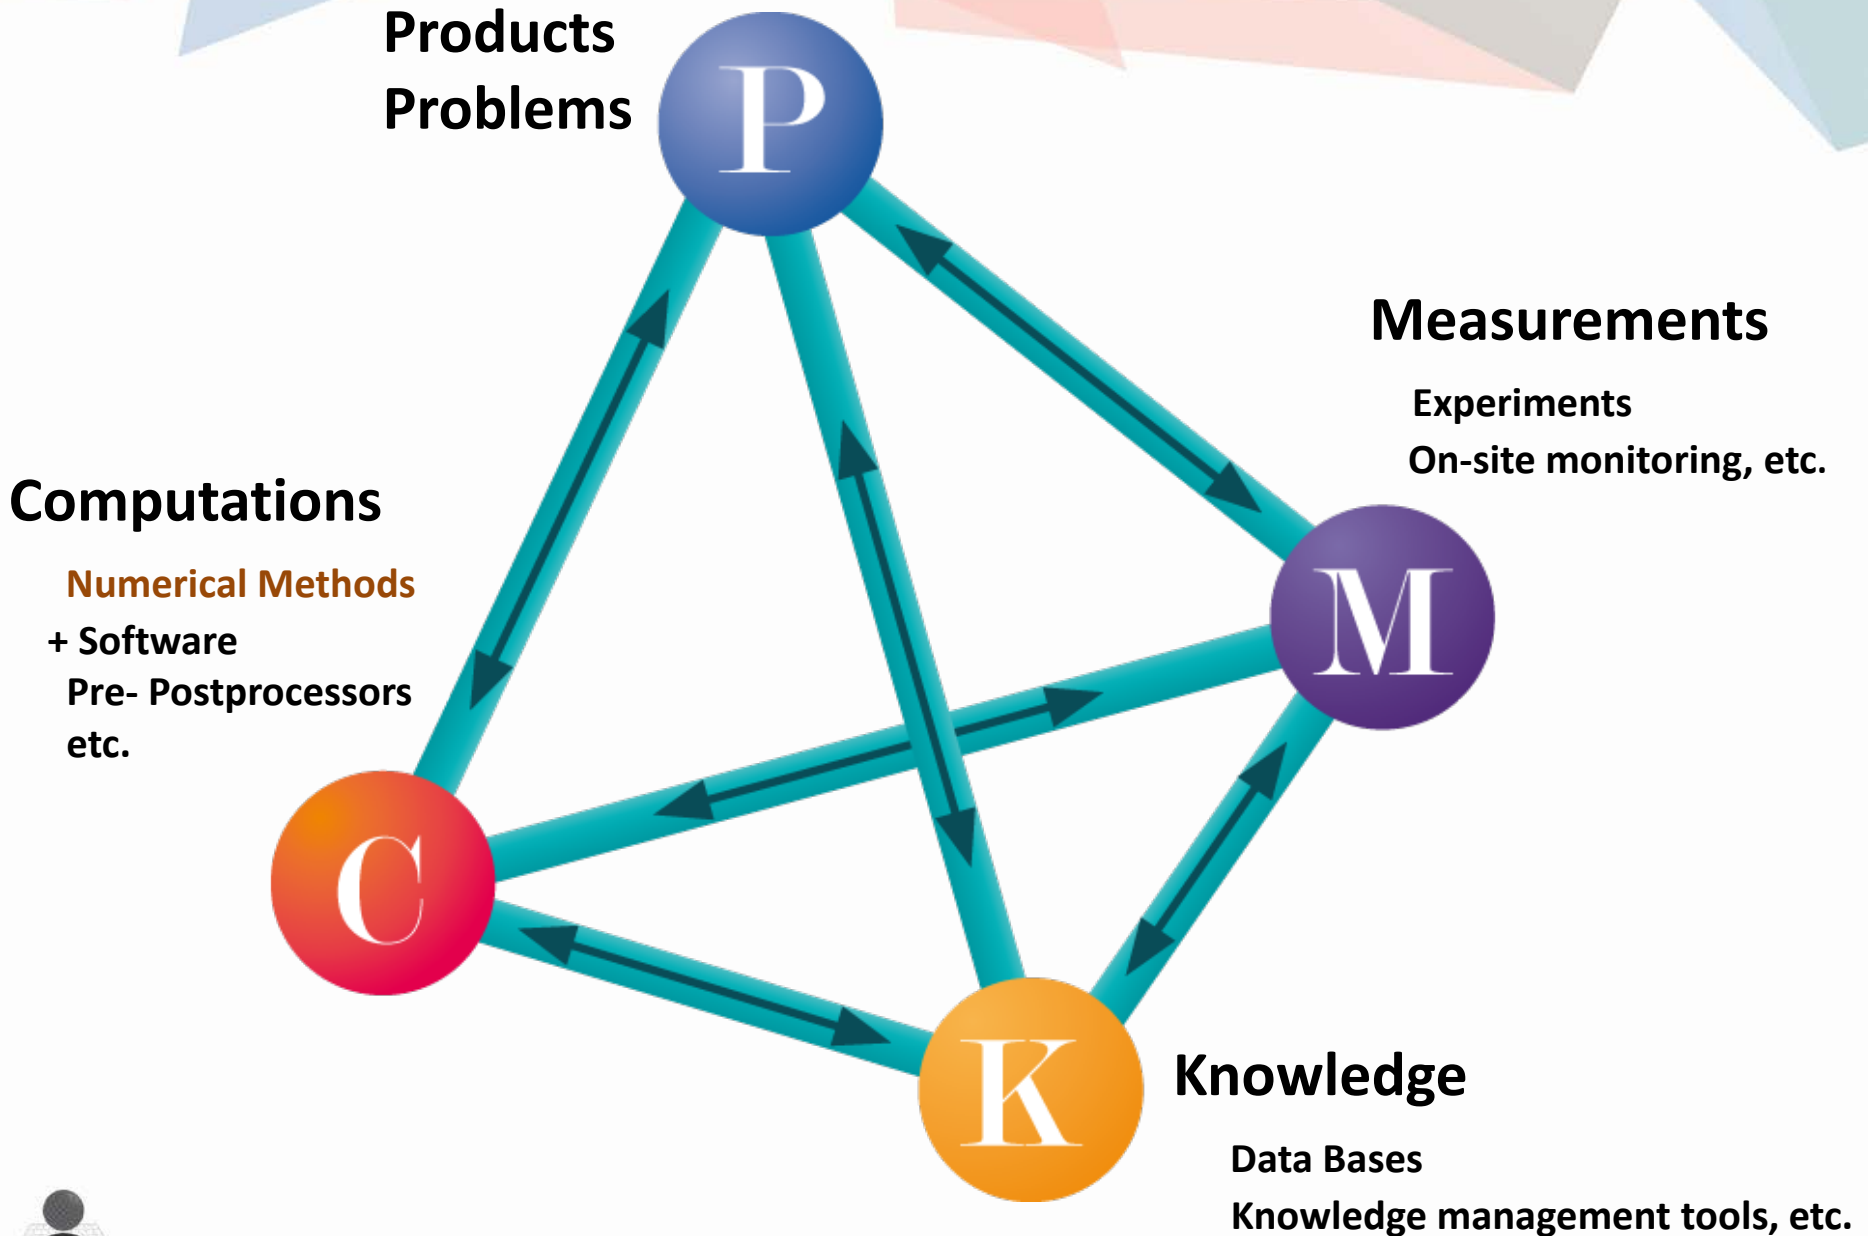 Products
Problems
P
Measurements
Experiments
On-site monitoring, etc.
Computations
Numerical Methods
+ Software
Pre- Postprocessors
etc.
M
C
K
Knowledge
Data Bases
Knowledge management tools, etc.